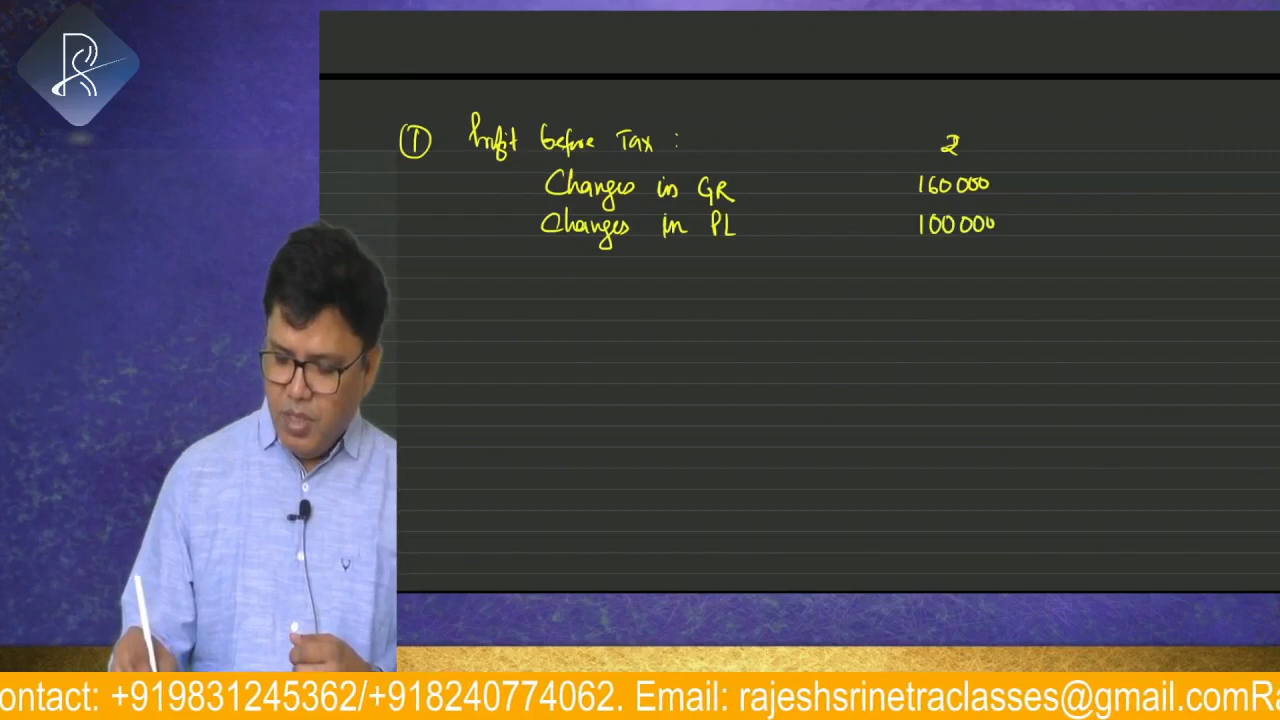 RS
① Profit before Tax : ₹
Changes in GR 160000
Changes in PL 100000
ontact: +919831245362/+918240774062. Email: rajeshsrinetraclasses@gmail.comRa